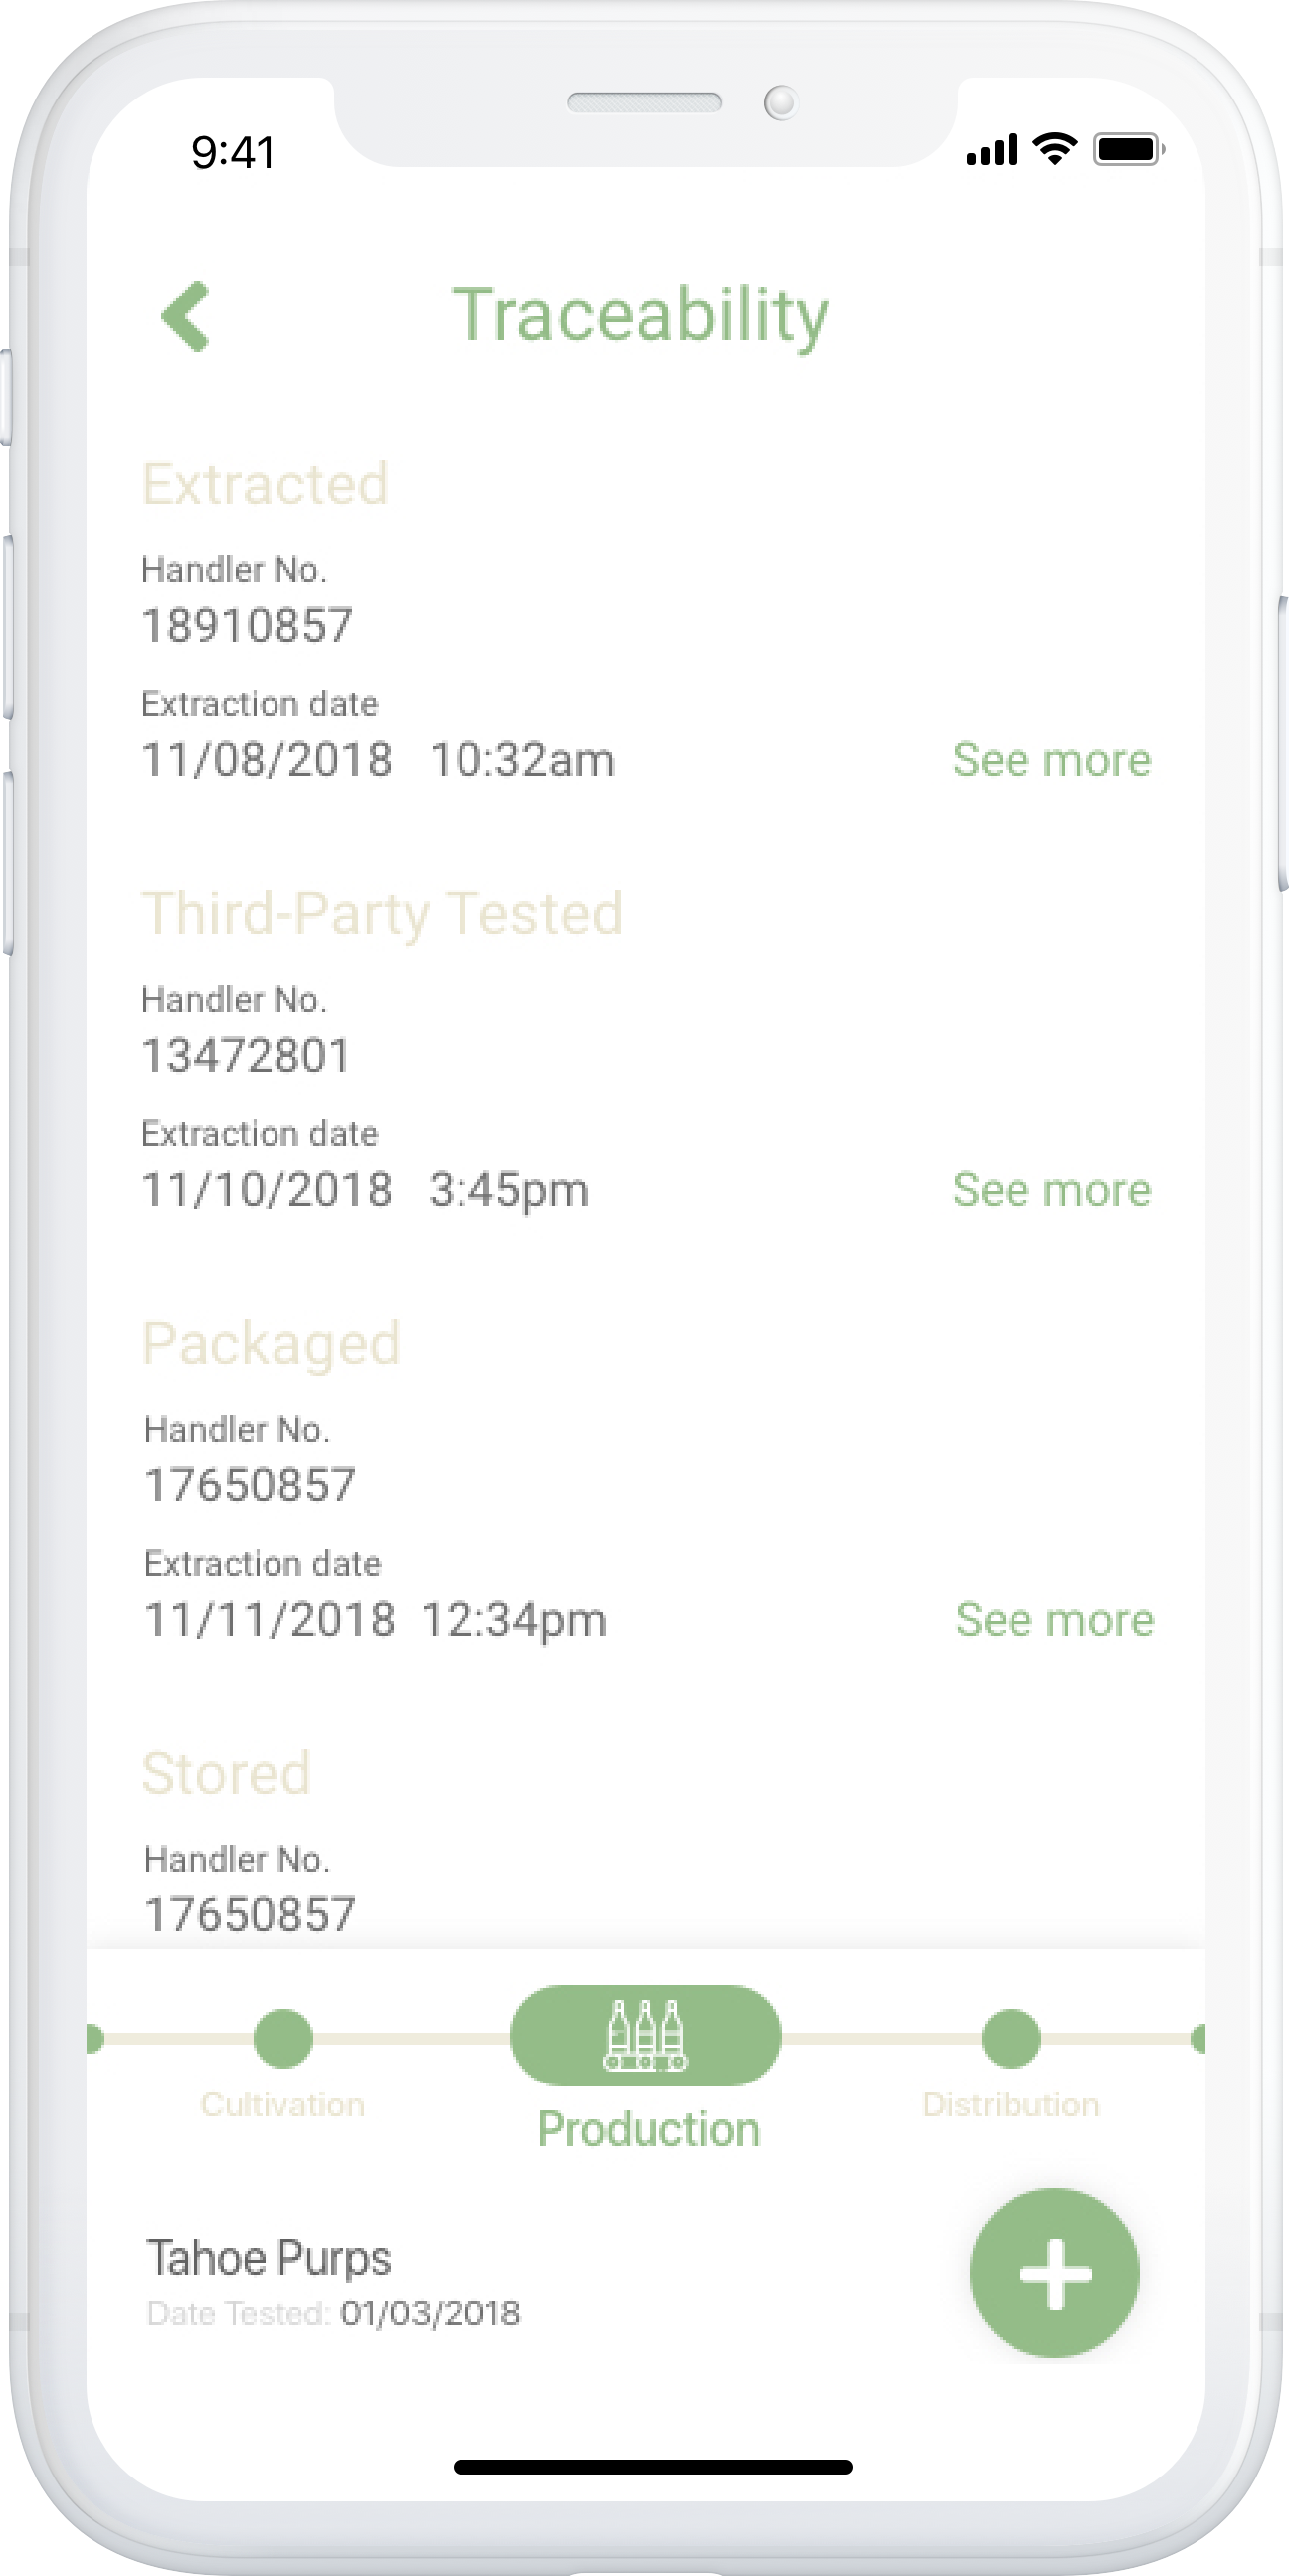 9:41
Traceability
Extracted
Handler No.
18910857
Extraction date
11/08/2018 10:32am See more
Third-Party Tested
Handler No.
13472801
Extraction date
11/10/2018 3:45pm See more
Packaged
Handler No.
17650857
Extraction date
11/11/2018 12:34pm See more
Stored
Handler No.
17650857
Cultivation Production Distribution
Tahoe Purps
Date Tested: 01/03/2018